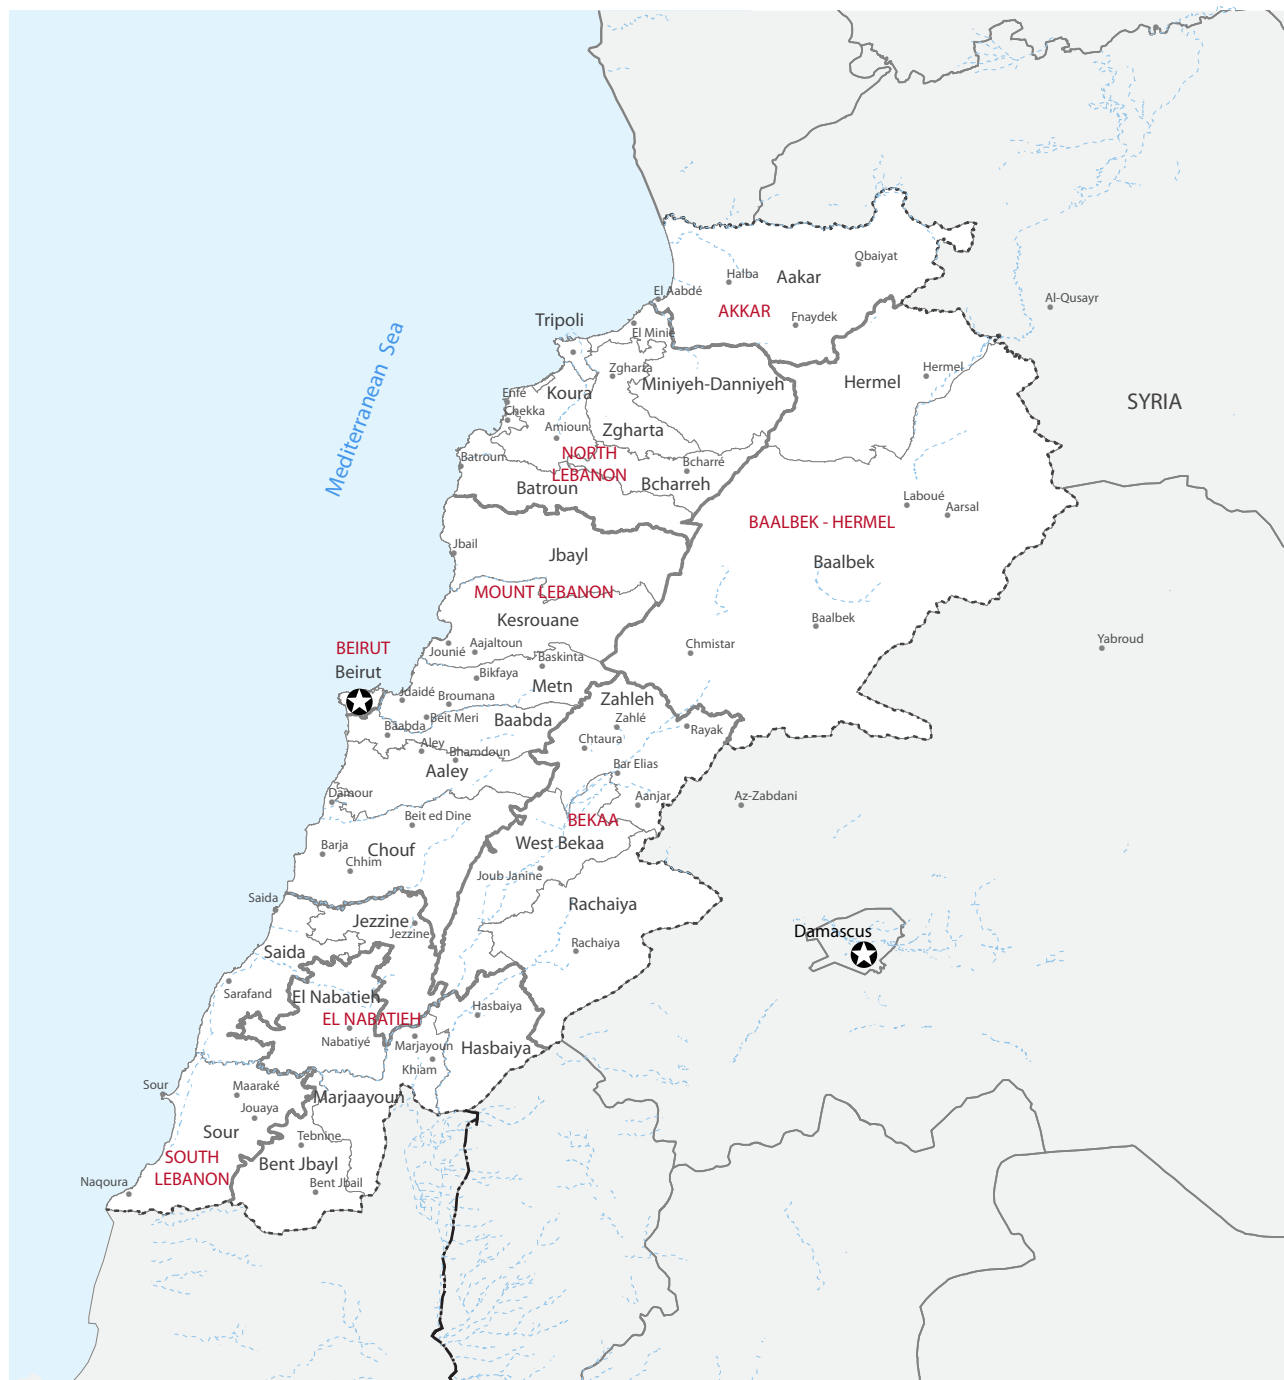 Qbaiyat
Halba
Aakar
El Aabdé
Al-Qusayr
AKKAR
Fnaydek
Tripoli
El Minié
Mediterranean Sea
Zgharta
Hermel
Miniyeh-Danniyeh
Hermel
Enfé
Koura
SYRIA
Chekka
Amioun
Zgharta
NORTH
LEBANON
Batroun
Bcharré
Bcharreh
Batroun
Laboué
Aarsal
BAALBEK - HERMEL
Jbail
Jbayl
Baalbek
MOUNT LEBANON
Kesrouane
Baalbek
Yabroud
BEIRUT
Beirut
Jounié
Aajaltoun
Chmistar
Baskinta
Bikfaya
Metn
Jdaidé
Broumana
Zahleh
Beit Meri
Baabda
Zahlé
Baabda
Rayak
Chtaura
Aley
Bhamdoun
Aaley
Bar Elias
Damour
Aanjar
Az-Zabdani
Beit ed Dine
BEKAA
Barja
Chouf
West Bekaa
Chhim
Joub Janine
Saida
Rachaiya
Jezzine
Jezzine
Damascus
Saida
Rachaiya
Sarafand
El Nabatieh
Hasbaiya
EL NABATIEH
Nabatiyé
Marjayoun
Hasbaiya
Khiam
Sour
Maaraké
Marjaayoun
Jouaya
Sour
Tebnine
SOUTH
LEBANON
Bent Jbayl
Naqoura
Bent Jbail